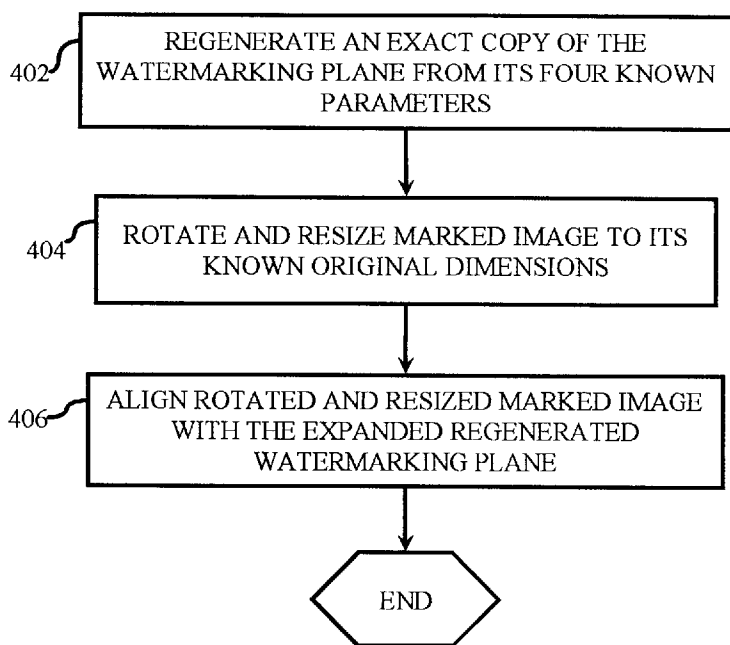 402
REGENERATE AN EXACT COPY OF THE
WATERMARKING PLANE FROM ITS FOUR KNOWN
PARAMETERS
404
ROTATE AND RESIZE MARKED IMAGE TO ITS
KNOWN ORIGINAL DIMENSIONS
406
ALIGN ROTATED AND RESIZED MARKED IMAGE
WITH THE EXPANDED REGENERATED
WATERMARKING PLANE
END